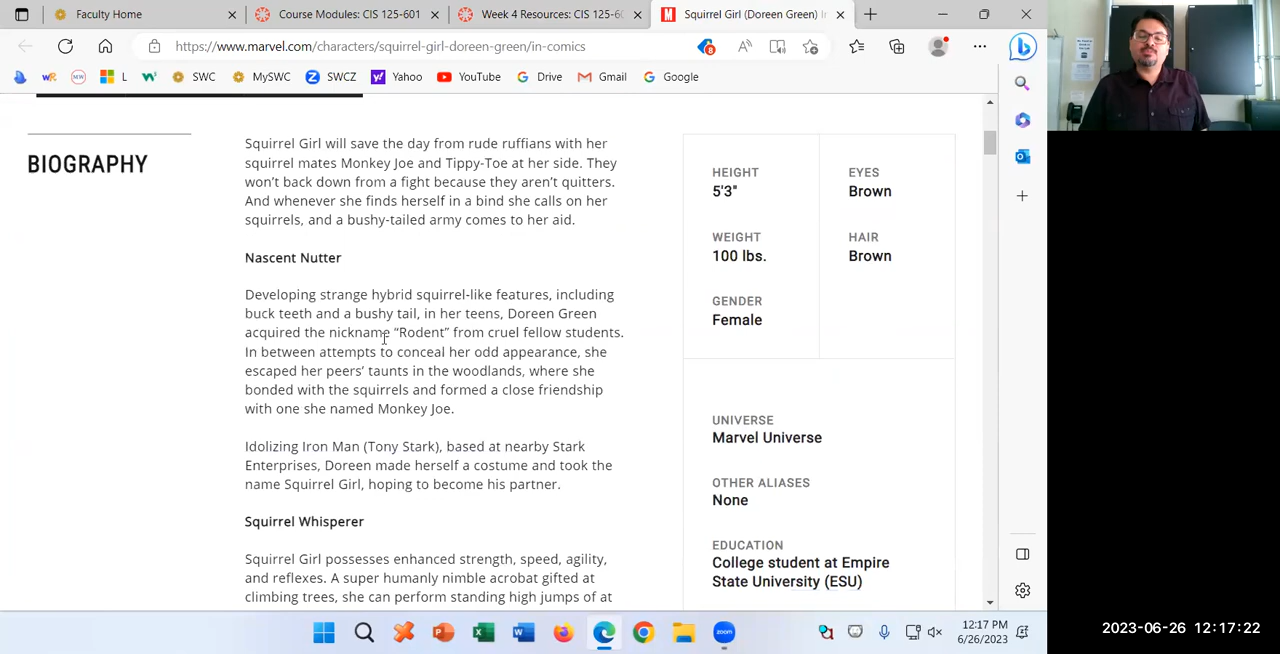 Faculty Home
Course Modules: CIS 125-601
Week 4 Resources: CIS 125-60
Squirrel Girl (Doreen Green) In
https://www.marvel.com/characters/squirrel-girl-doreen-green/in-comics
8
wR
MW
L
SWC
MySWC
SWCZ
Yahoo
YouTube
Drive
Gmail
Google
BIOGRAPHY
Squirrel Girl will save the day from rude ruffians with her
squirrel mates Monkey Joe and Tippy-Toe at her side. They
won't back down from a fight because they aren't quitters.
And whenever she finds herself in a bind she calls on her
squirrels, and a bushy-tailed army comes to her aid.
Nascent Nutter
Developing strange hybrid squirrel-like features, including
buck teeth and a bushy tail, in her teens, Doreen Green
acquired the nickname “Rodent” from cruel fellow students.
In between attempts to conceal her odd appearance, she
escaped her peers’ taunts in the woodlands, where she
bonded with the squirrels and formed a close friendship
with one she named Monkey Joe.
Idolizing Iron Man (Tony Stark), based at nearby Stark
Enterprises, Doreen made herself a costume and took the
name Squirrel Girl, hoping to become his partner.
Squirrel Whisperer
Squirrel Girl possesses enhanced strength, speed, agility,
and reflexes. A super humanly nimble acrobat gifted at
climbing trees, she can perform standing high jumps of at
HEIGHT
5'3"
EYES
Brown
WEIGHT
100 lbs.
HAIR
Brown
GENDER
Female
UNIVERSE
Marvel Universe
OTHER ALIASES
None
EDUCATION
College student at Empire
State University (ESU)
zoom
12:17 PM
6/26/2023
2023-06-26 12:17:22